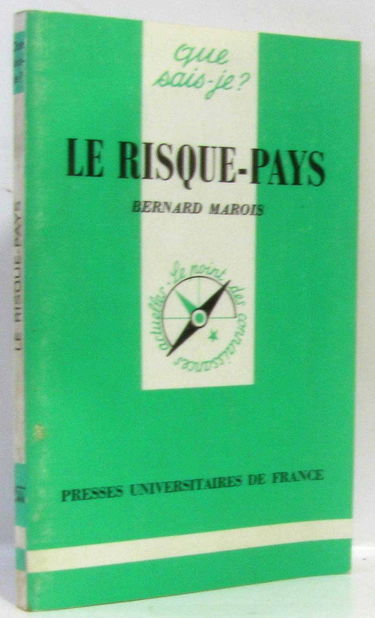 que
sais-je?
LE RISQUE-PAYS
BERNARD MAROIS
le point des connaissances actuelles
PRESSES UNIVERSITAIRES DE FRANCE
LE RISQUE-PAYS